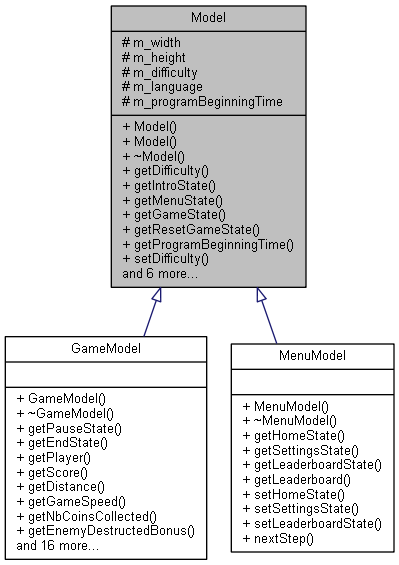 Model
# m_width
# m_height
# m_difficulty
# m_language
# m_programBeginningTime
+ Model()
+ Model()
+ ~Model()
+ getDifficulty()
+ getIntroState()
+ getMenuState()
+ getGameState()
+ getResetGameState()
+ getProgramBeginningTime()
+ setDifficulty()
and 6 more...
GameModel
+ GameModel()
+ ~GameModel()
+ getPauseState()
+ getEndState()
+ getPlayer()
+ getScore()
+ getDistance()
+ getGameSpeed()
+ getNbCoinsCollected()
+ getEnemyDestructedBonus()
and 16 more...
MenuModel
+ MenuModel()
+ ~MenuModel()
+ getHomeState()
+ getSettingsState()
+ getLeaderboardState()
+ getLeaderboard()
+ setHomeState()
+ setSettingsState()
+ setLeaderboardState()
+ nextStep()